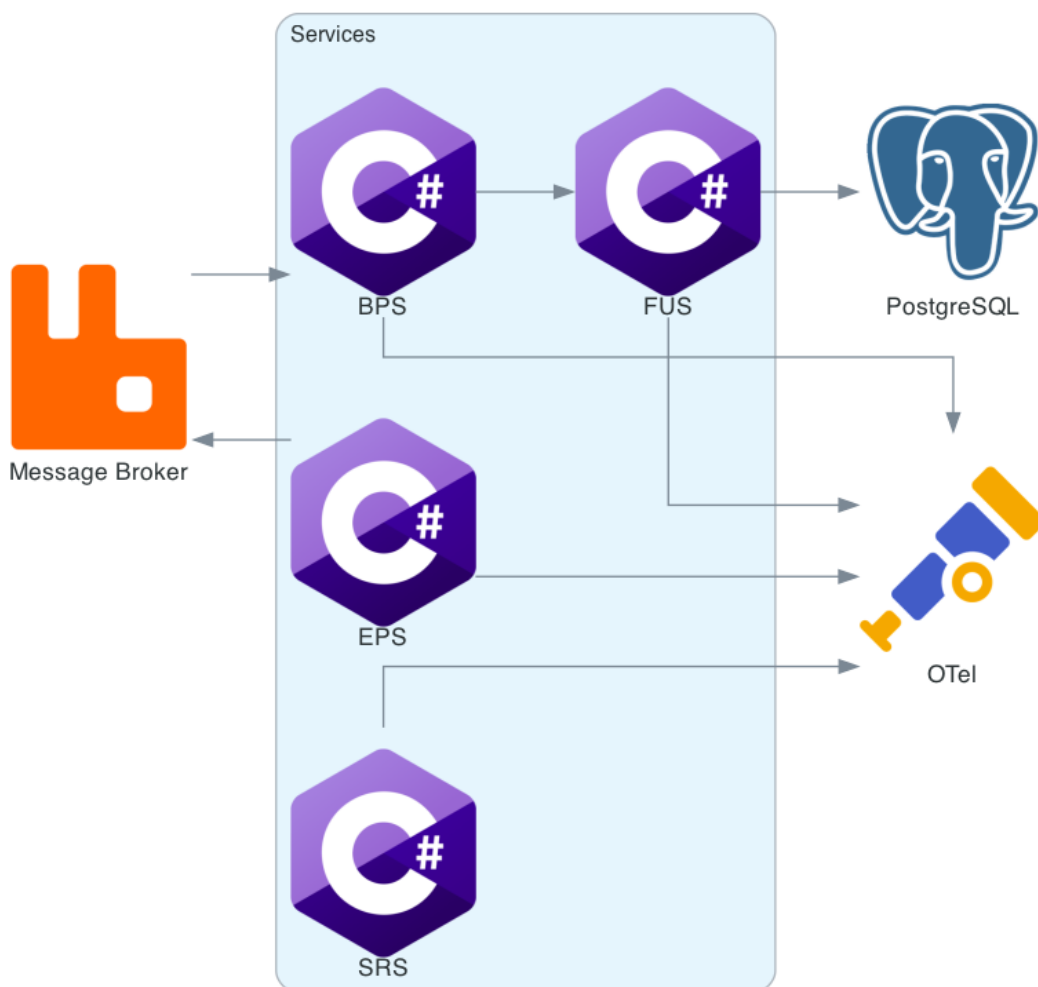 Services
BPS
FUS
PostgreSQL
Message Broker
EPS
OTel
SRS